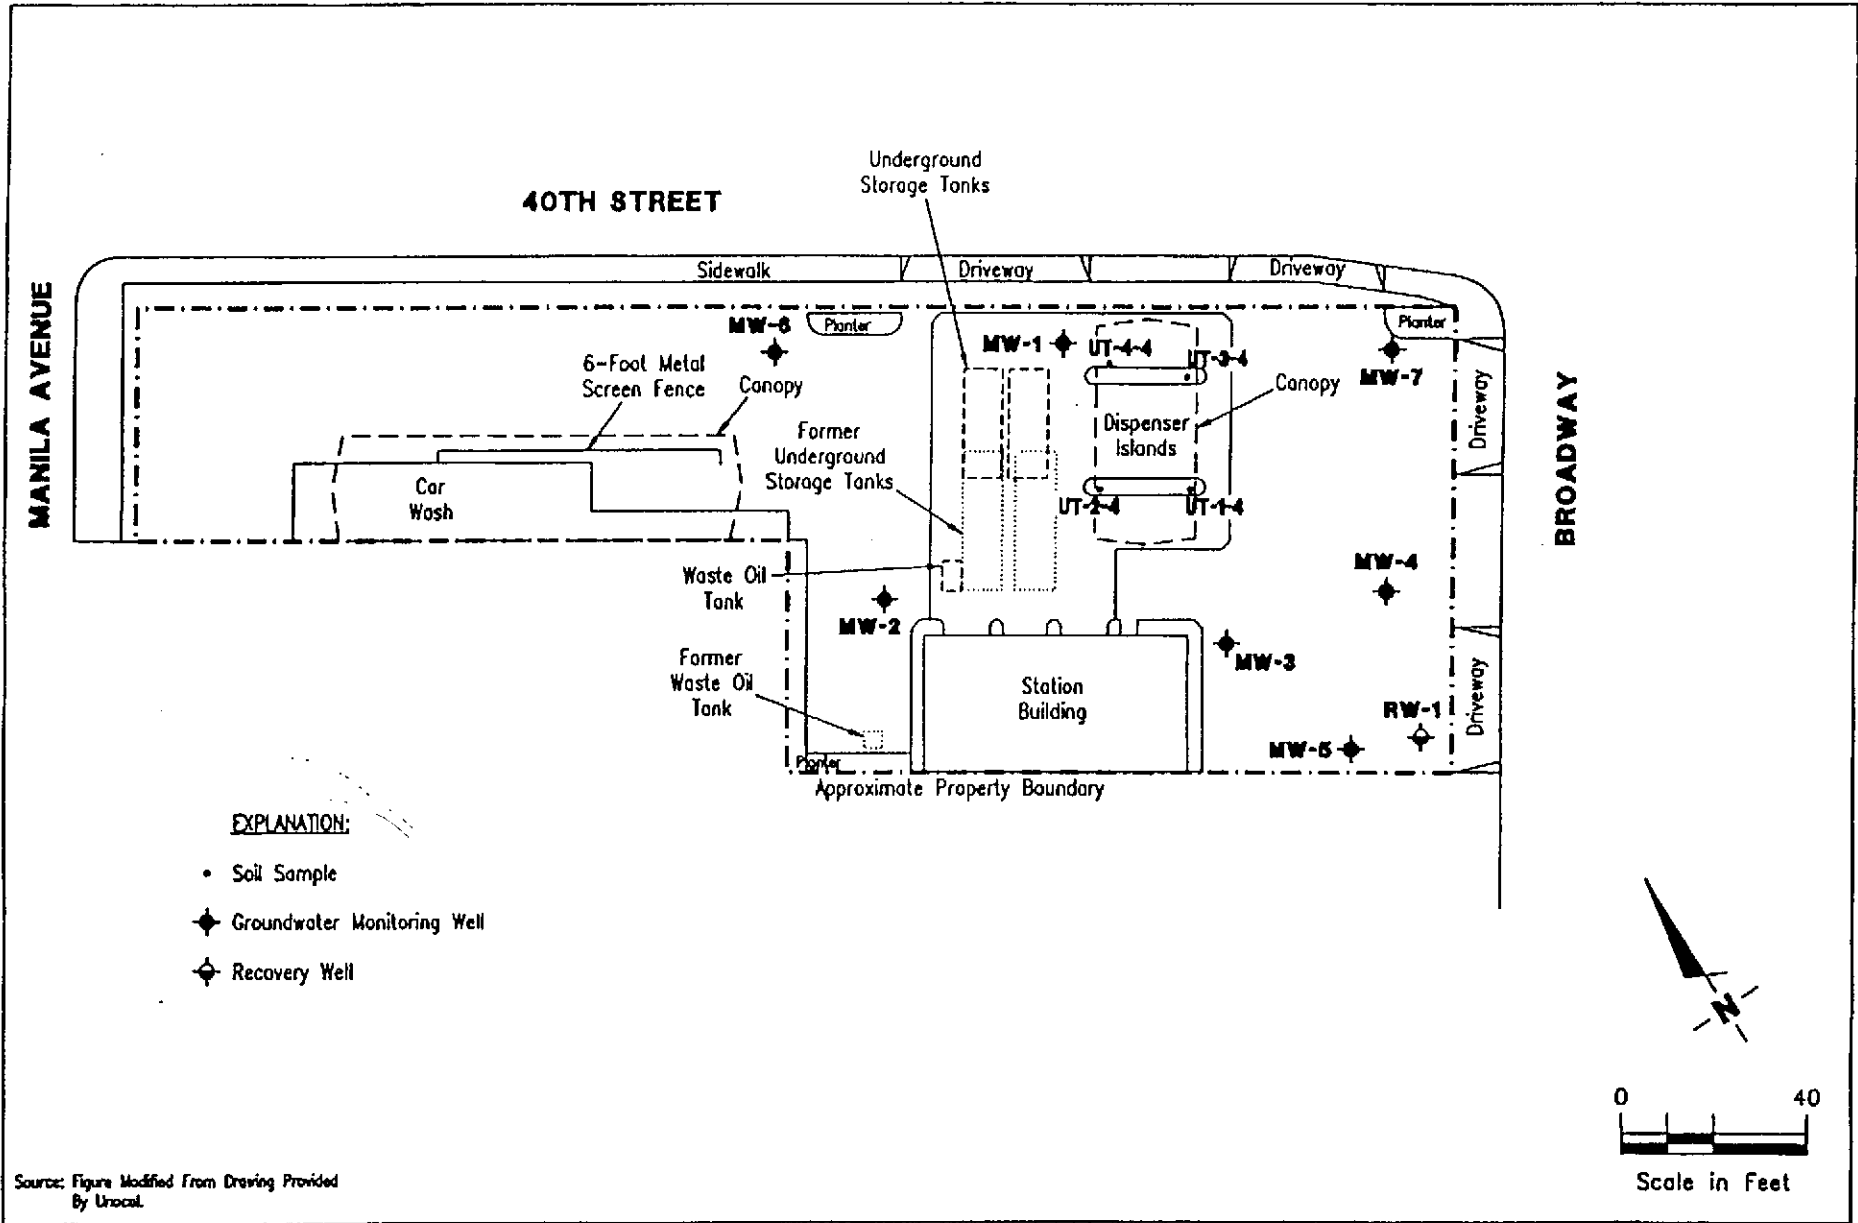 Underground
Storage Tanks
40TH STREET
Sidewalk
Driveway
Driveway
MANILA AVENUE
MW-6
Planter
MW-1
UT-4-4
UT-3-4
Planter
MW-7
6-Foot Metal
Screen Fence
Canopy
Canopy
Driveway
BROADWAY
Former
Underground
Storage Tanks
Dispenser
Islands
Car
Wash
UT-2-4
UT-1-4
Waste Oil
Tank
MW-2
MW-4
MW-3
Former
Waste Oil
Tank
Station
Building
RW-1
Driveway
MW-5
Planter
Approximate Property Boundary
EXPLANATION:
Soil Sample
Groundwater Monitoring Well
Recovery Well
N
0 40
Scale in Feet
Source: Figure Modified From Drawing Provided
By Unocal.